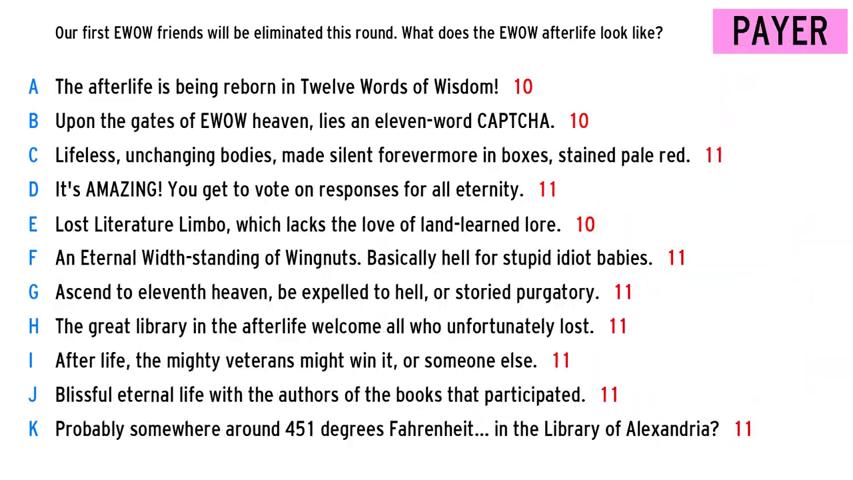 Our first EWOW friends will be eliminated this round. What does the EWOW afterlife look like?
PAYER
A The afterlife is being reborn in Twelve Words of Wisdom! 10
B Upon the gates of EWOW heaven, lies an eleven-word CAPTCHA. 10
C Lifeless, unchanging bodies, made silent forevermore in boxes, stained pale red. 11
D It's AMAZING! You get to vote on responses for all eternity. 11
E Lost Literature Limbo, which lacks the love of land-learned lore. 10
F An Eternal Width-standing of Wingnuts. Basically hell for stupid idiot babies. 11
G Ascend to eleventh heaven, be expelled to hell, or storied purgatory. 11
H The great library in the afterlife welcome all who unfortunately lost. 11
I After life, the mighty veterans might win it, or someone else. 11
J Blissful eternal life with the authors of the books that participated. 11
K Probably somewhere around 451 degrees Fahrenheit... in the Library of Alexandria? 11